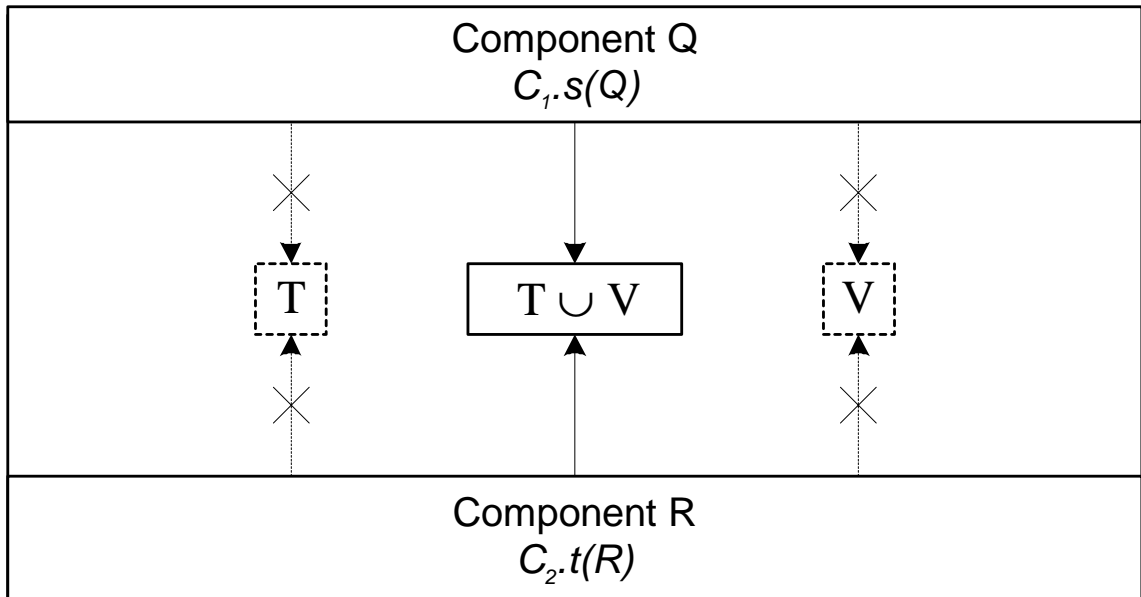 Component Q
C₁.s(Q)
T
T ∪ V
V
Component R
C₂.t(R)